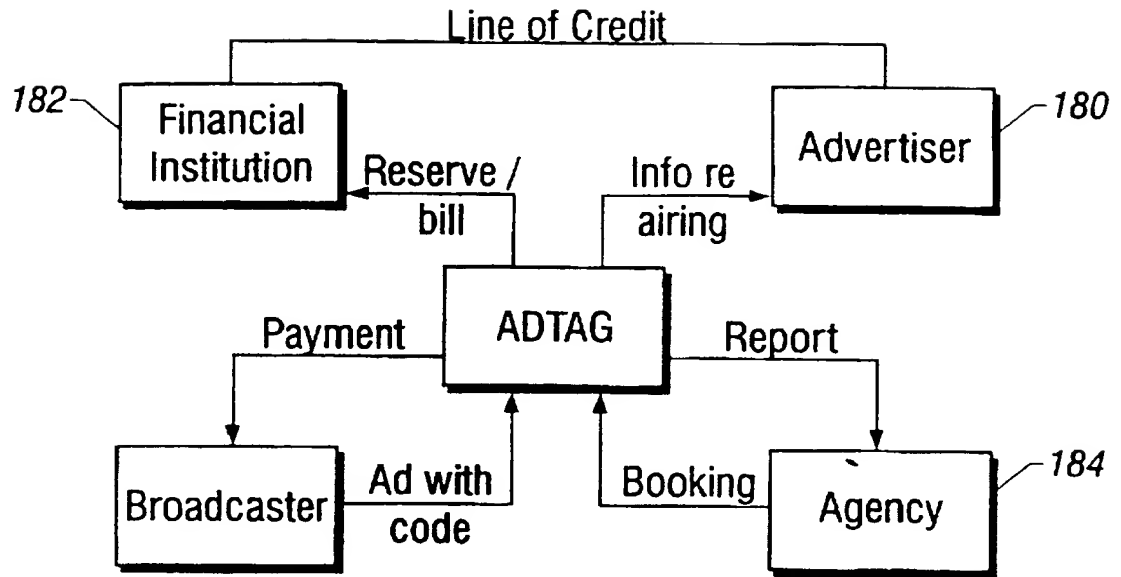 Line of Credit
182
Financial
Institution
180
Advertiser
Reserve /
bill
Info re
airing
ADTAG
Payment
Report
Broadcaster
Ad with
code
Booking
184
Agency